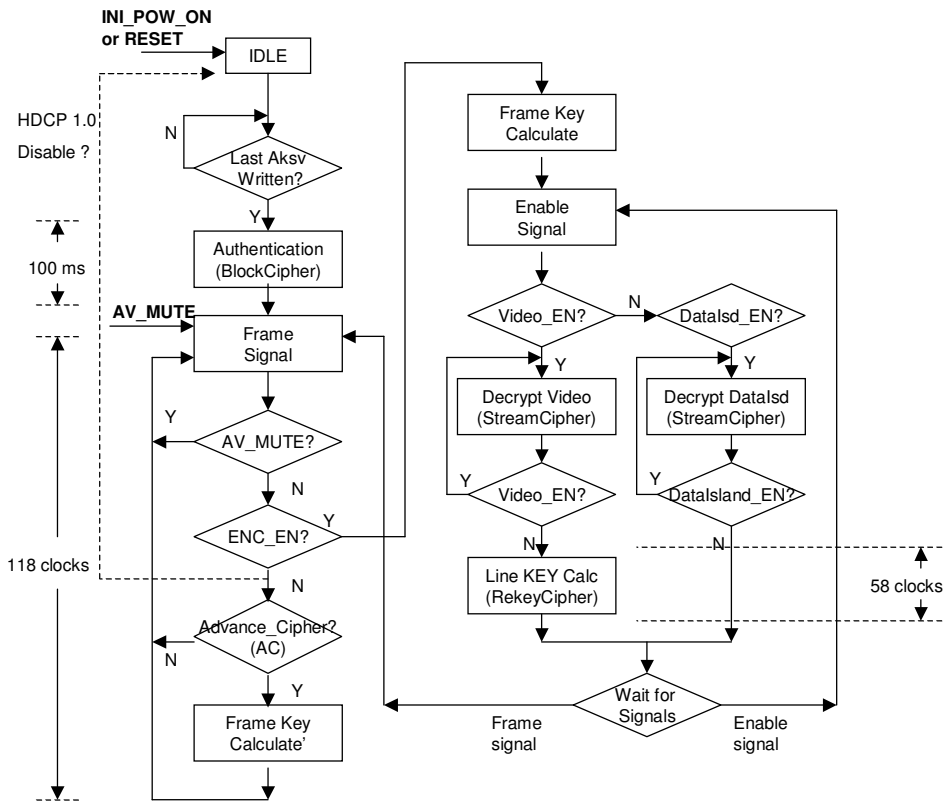 INI_POW_ON
or RESET
IDLE
HDCP 1.0
Disable ?
N
Last Aksv
Written?
Y
Authentication
(BlockCipher)
100 ms
AV_MUTE
Frame
Signal
Y
AV_MUTE?
N
ENC_EN?
Y
118 clocks
N
Advance_Cipher?
(AC)
N
Y
Frame Key
Calculate'
Frame Key
Calculate
Enable
Signal
Video_EN?
N
DataIsd_EN?
Y
Y
Decrypt Video
(StreamCipher)
Decrypt DataIsd
(StreamCipher)
Y
Video_EN?
Y
DataIsland_EN?
N
N
Line KEY Calc
(RekeyCipher)
58 clocks
Wait for
Signals
Frame
signal
Enable
signal